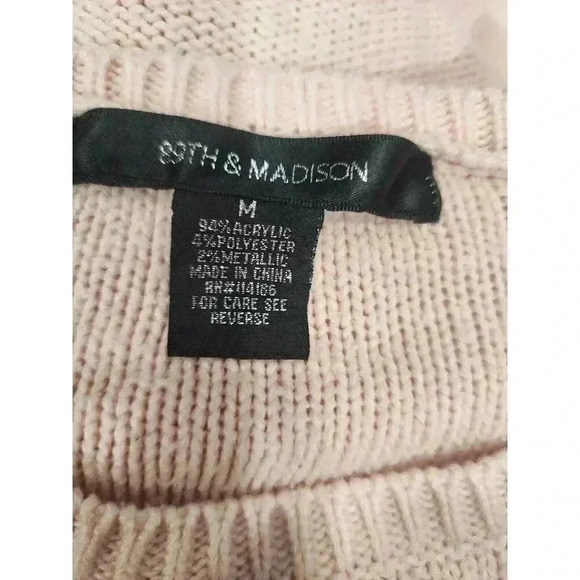 89TH & MADISON
M
94% ACRYLIC
4% POLYESTER
2% METALLIC
MADE IN CHINA
RN#114186
FOR CARE SEE
REVERSE